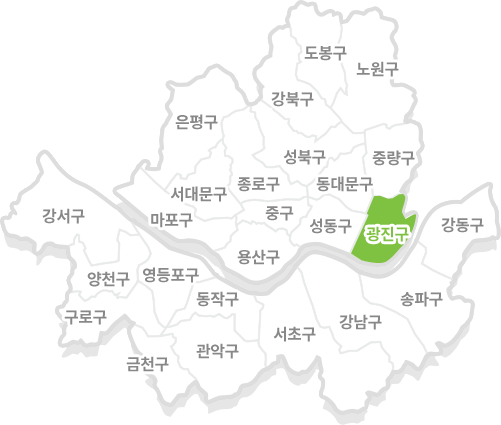 도봉구
노원구
강북구
은평구
성북구
중량구
서대문구
종로구
동대문구
마포구
중구
성동구
광진구
강동구
강서구
용산구
양천구
영등포구
동작구
송파구
구로구
금천구
관악구
서초구
강남구